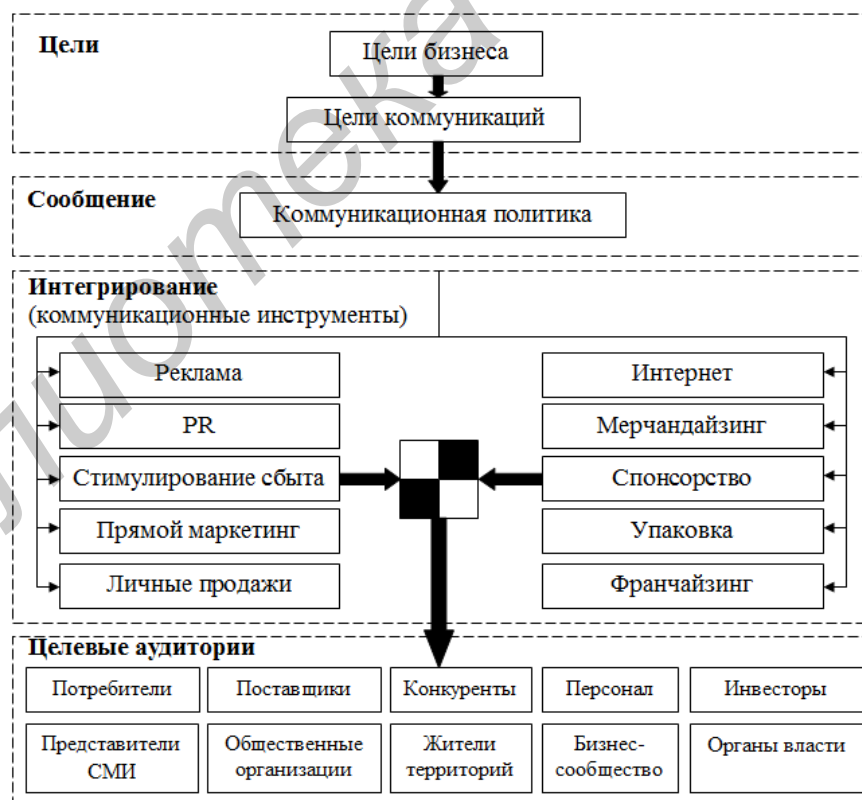 Цели
Цели бизнеса
Цели коммуникаций
Сообщение
Коммуникационная политика
Интегрирование
(коммуникационные инструменты)
Реклама
Интернет
PR
Мерчандайзинг
Стимулирование сбыта
Спонсорство
Прямой маркетинг
Упаковка
Личные продажи
Франчайзинг
Целевые аудитории
Потребители
Поставщики
Конкуренты
Персонал
Инвесторы
Представители
СМИ
Общественные
организации
Жители
территорий
Бизнес-
сообщество
Органы власти